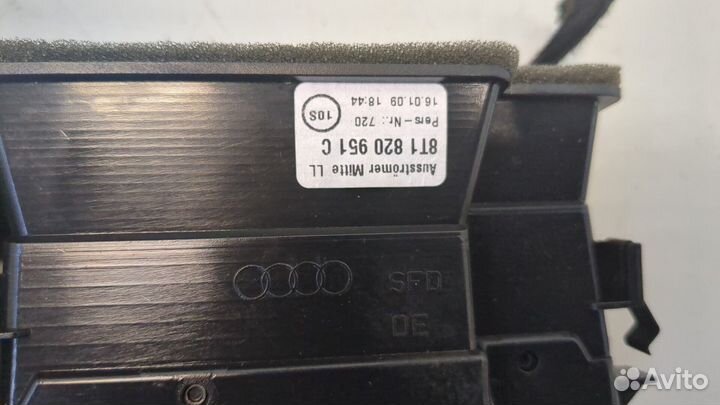 Ausströmer Mitte LL
8T1 820 951 C
Pers-Nr.: 720
16.01.09 18:44
10S
SFD
DE
Avito